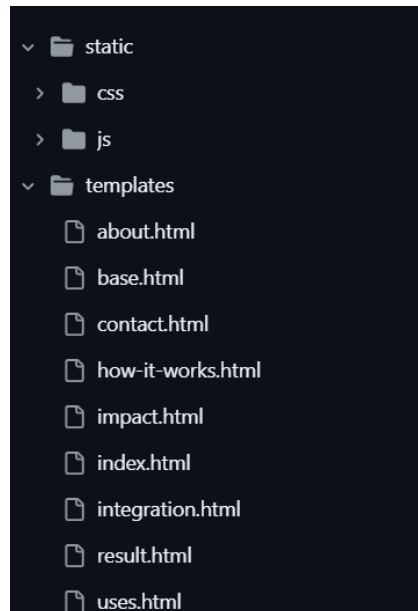 static
css
js
templates
about.html
base.html
contact.html
how-it-works.html
impact.html
index.html
integration.html
result.html
uses.html